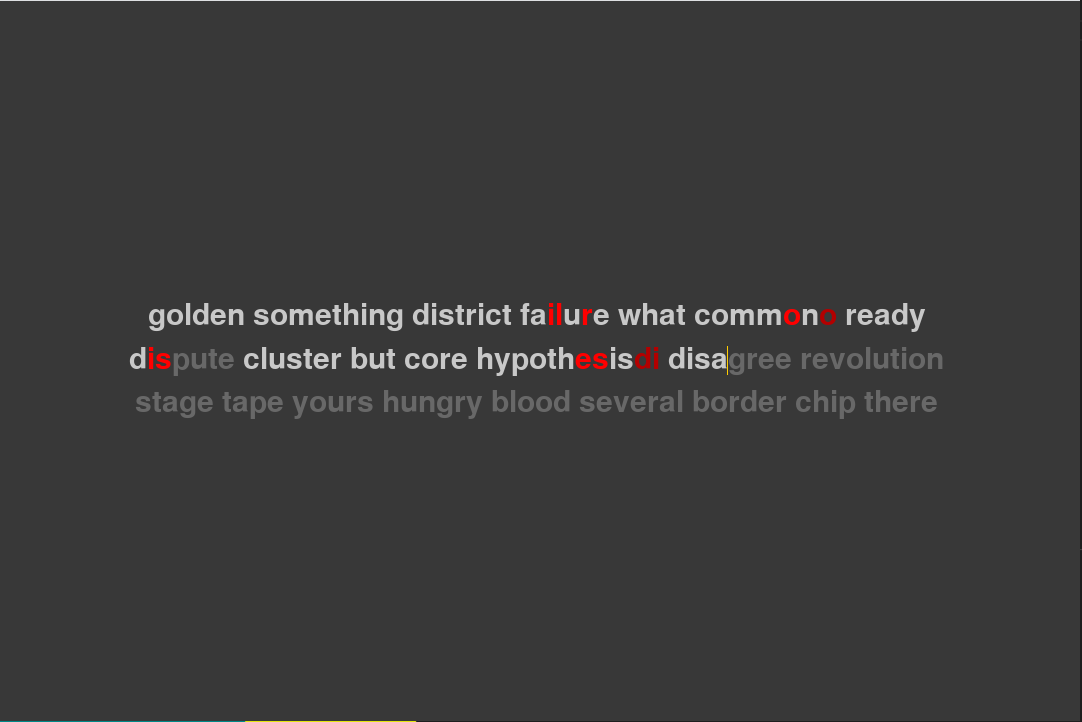 golden something district failure what commono ready
dispute cluster but core hypothesisdi disagree revolution
stage tape yours hungry blood several border chip there